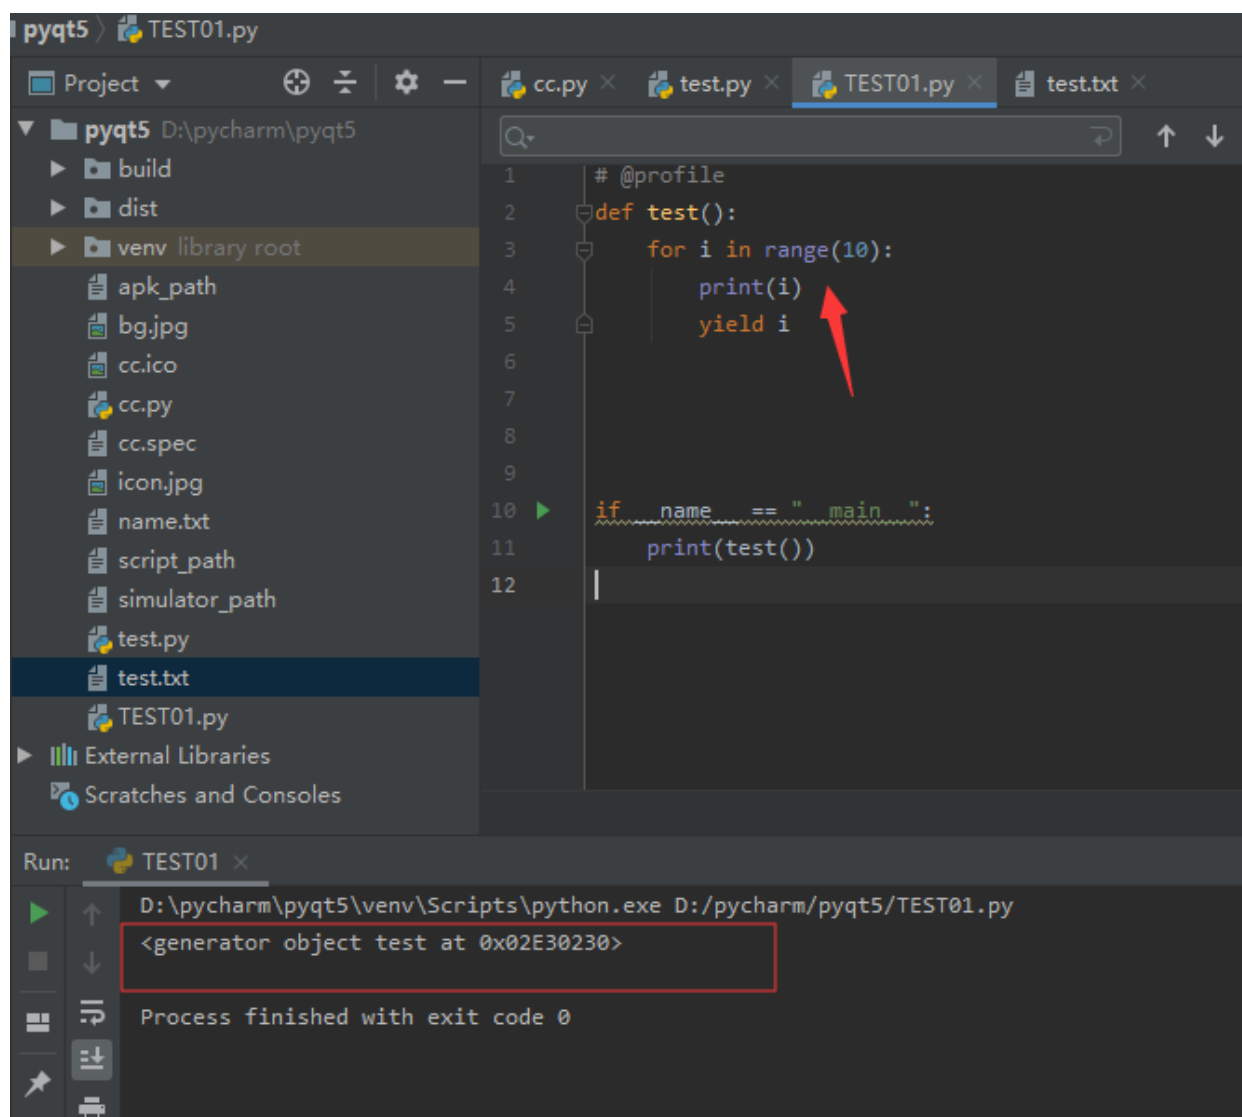 pyqt5 TEST01.py
Project
cc.py test.py TEST01.py test.txt
pyqt5 D:\pycharm\pyqt5
build
dist
venv library root
apk_path
bg.jpg
cc.ico
cc.py
cc.spec
icon.jpg
name.txt
script_path
simulator_path
test.py
test.txt
TEST01.py
External Libraries
Scratches and Consoles
1 # @profile
2 def test():
3 for i in range(10):
4 print(i)
5 yield i
6
7
8
9
10 if __name__ == "__main__":
11 print(test())
12
Run: TEST01
D:\pycharm\pyqt5\venv\Scripts\python.exe D:/pycharm/pyqt5/TEST01.py
<generator object test at 0x02E30230>
Process finished with exit code 0